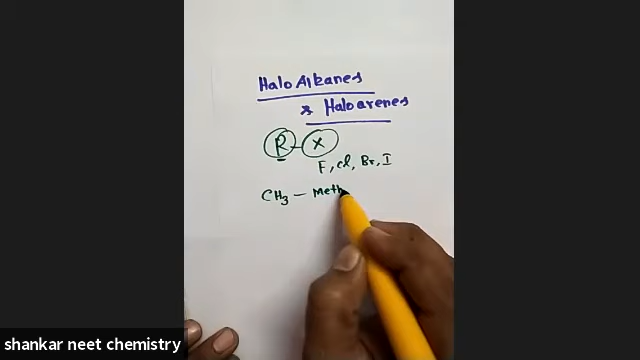 Halo Alkanes
& Haloarenes
R - X
F, Cl, Br, I
CH3 - Meth
shankar neet chemistry